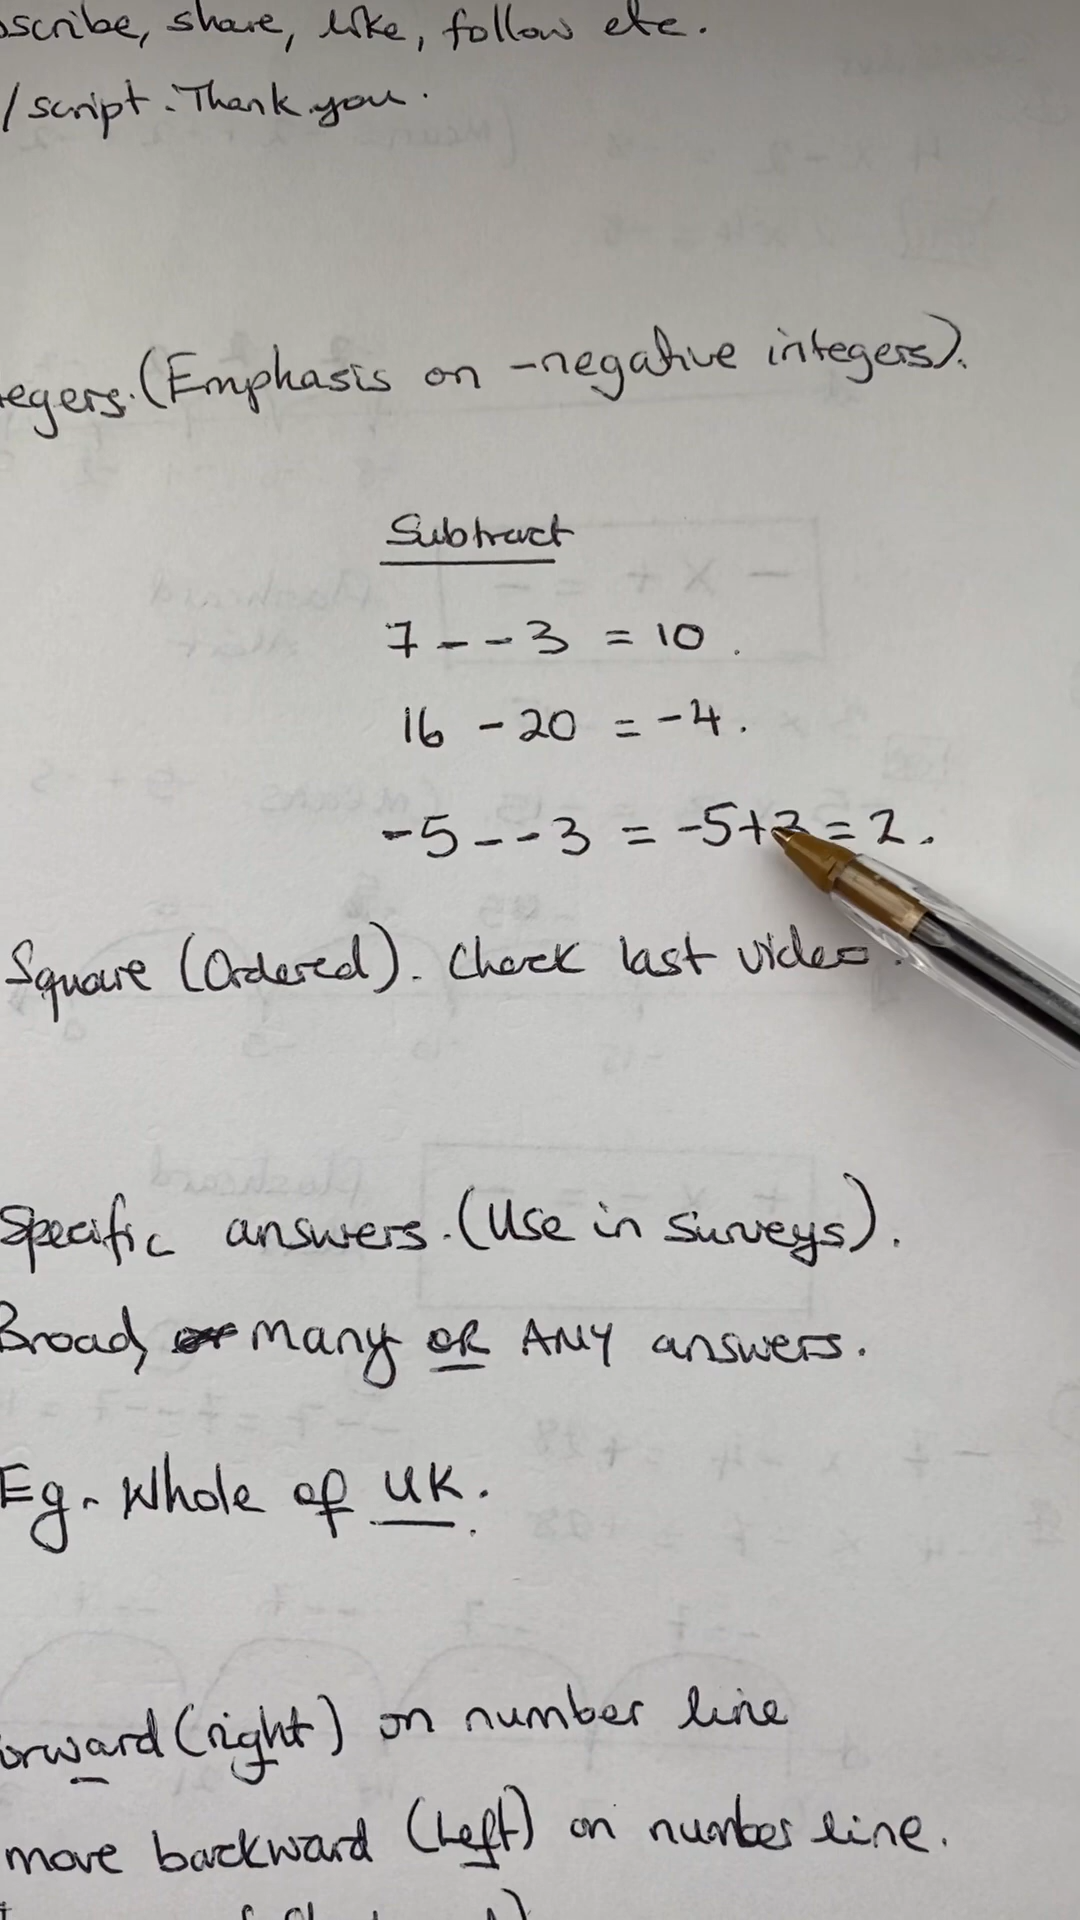 scribe, share, like, follow etc.
/script. Thank you.
egers. (Emphasis on -negative integers).
Subtract
7 - -3 = 10.
16 - 20 = -4.
-5 - -3 = -5+3 = 2.
Square (Ordered). Check last video.
Specific answers. (Use in surveys).
Broad, many OR ANY answers.
Eg. Whole of UK.
orward (right) on number line
move backward (Left) on number line.